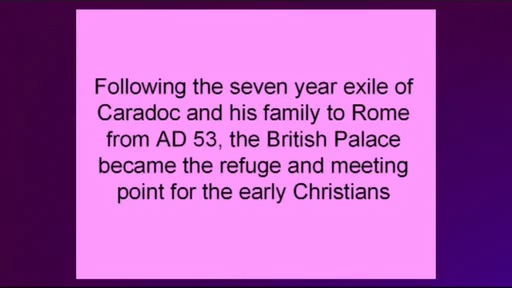 Following the seven year exile of
Caradoc and his family to Rome
from AD 53, the British Palace
became the refuge and meeting
point for the early Christians